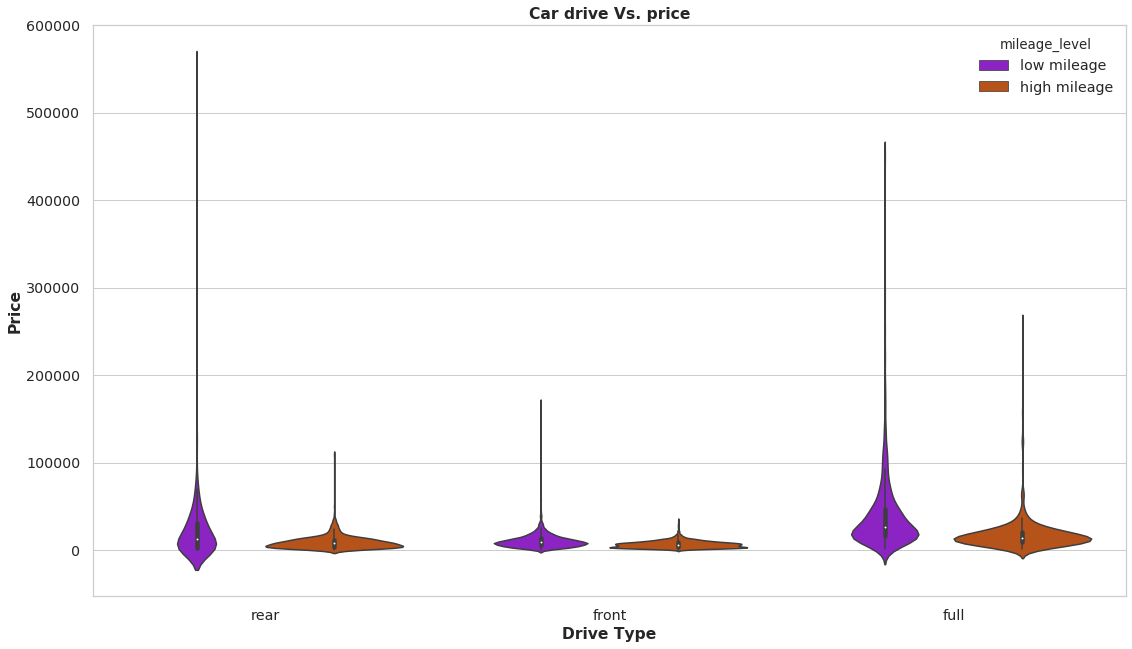 Car drive Vs. price
mileage_level
low mileage
high mileage
600000
500000
400000
300000
200000
100000
0
Price
rear
front
full
Drive Type